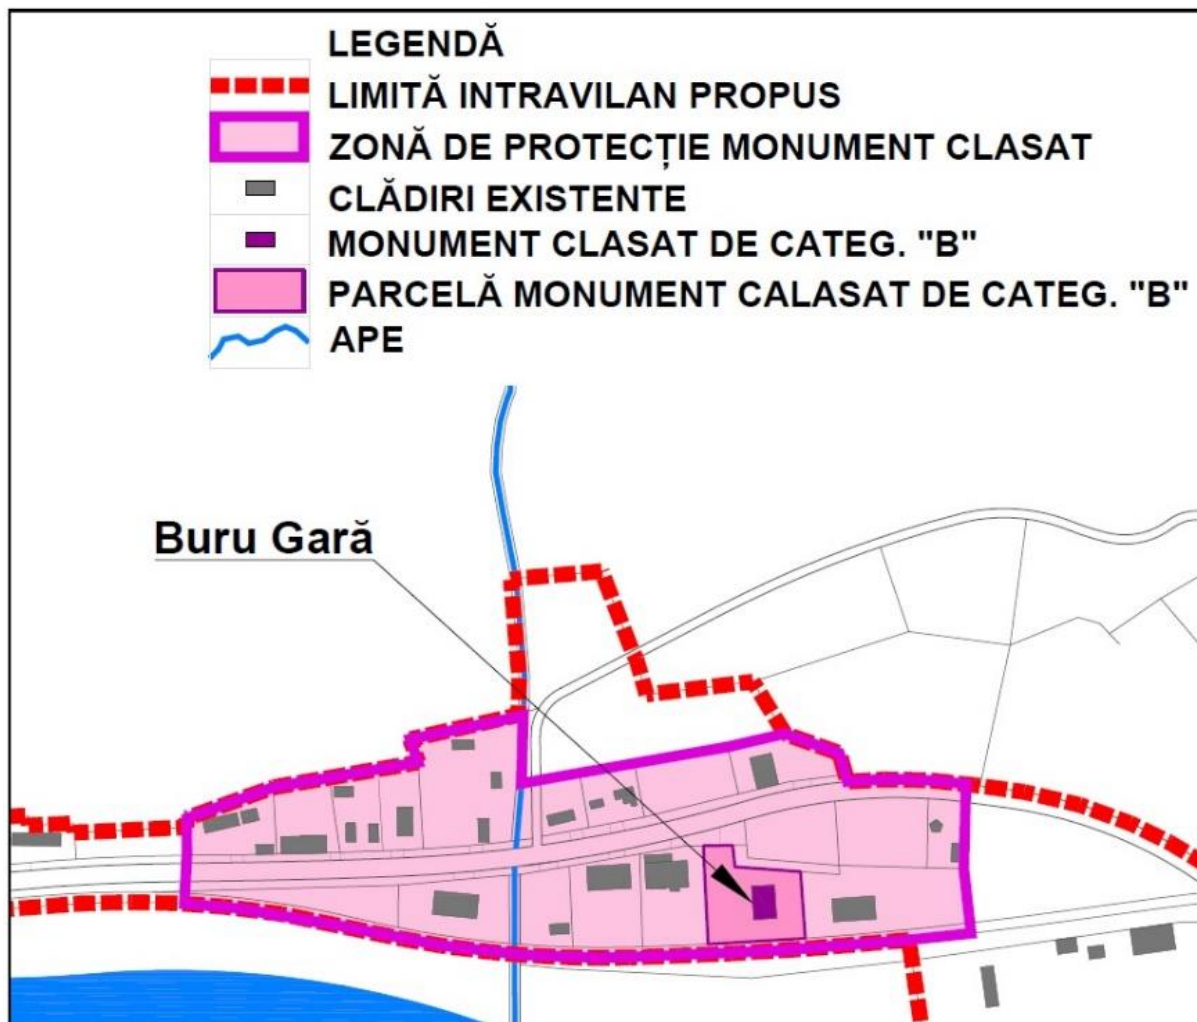 LEGENDĂ
LIMITĂ INTRAVILAN PROPUS
ZONĂ DE PROTECȚIE MONUMENT CLASAT
CLĂDIRI EXISTENTE
MONUMENT CLASAT DE CATEG. "B"
PARCELĂ MONUMENT CALASAT DE CATEG. "B"
APE
Buru Gară